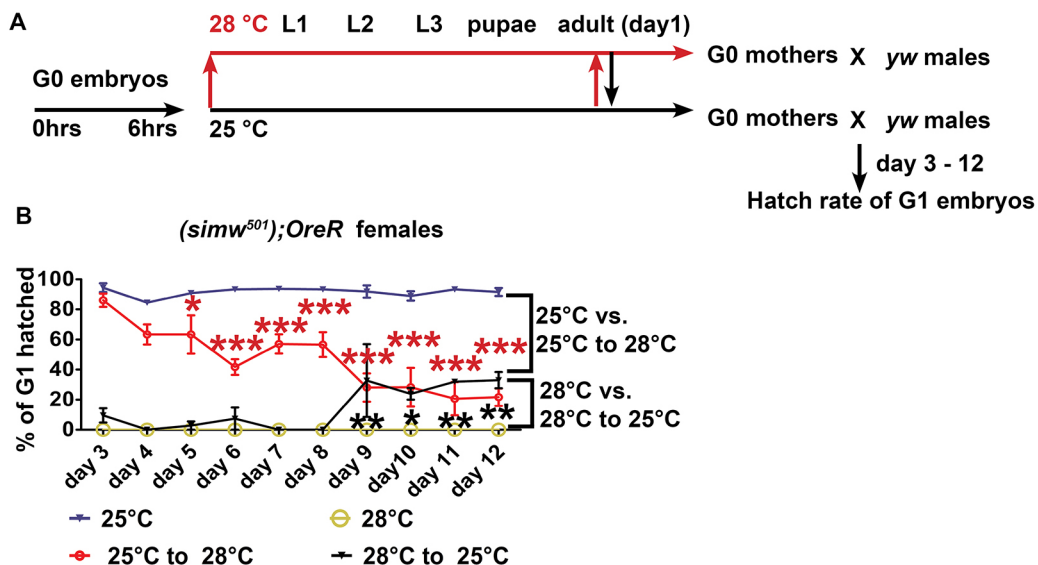 A
28 °C L1 L2 L3 pupae adult (day1)
G0 mothers X yw males
G0 embryos
0hrs 6hrs
25 °C
G0 mothers X yw males
day 3 - 12
Hatch rate of G1 embryos
B
(simw501);OreR females
% of G1 hatched
100
80
60
40
20
0
* *** *** *** *** *** *** ***
** * ** **
25°C vs.
25°C to 28°C
28°C vs.
28°C to 25°C
day 3 day 4 day 5 day 6 day 7 day 8 day 9 day10 day 11 day 12
25°C 28°C
25°C to 28°C 28°C to 25°C